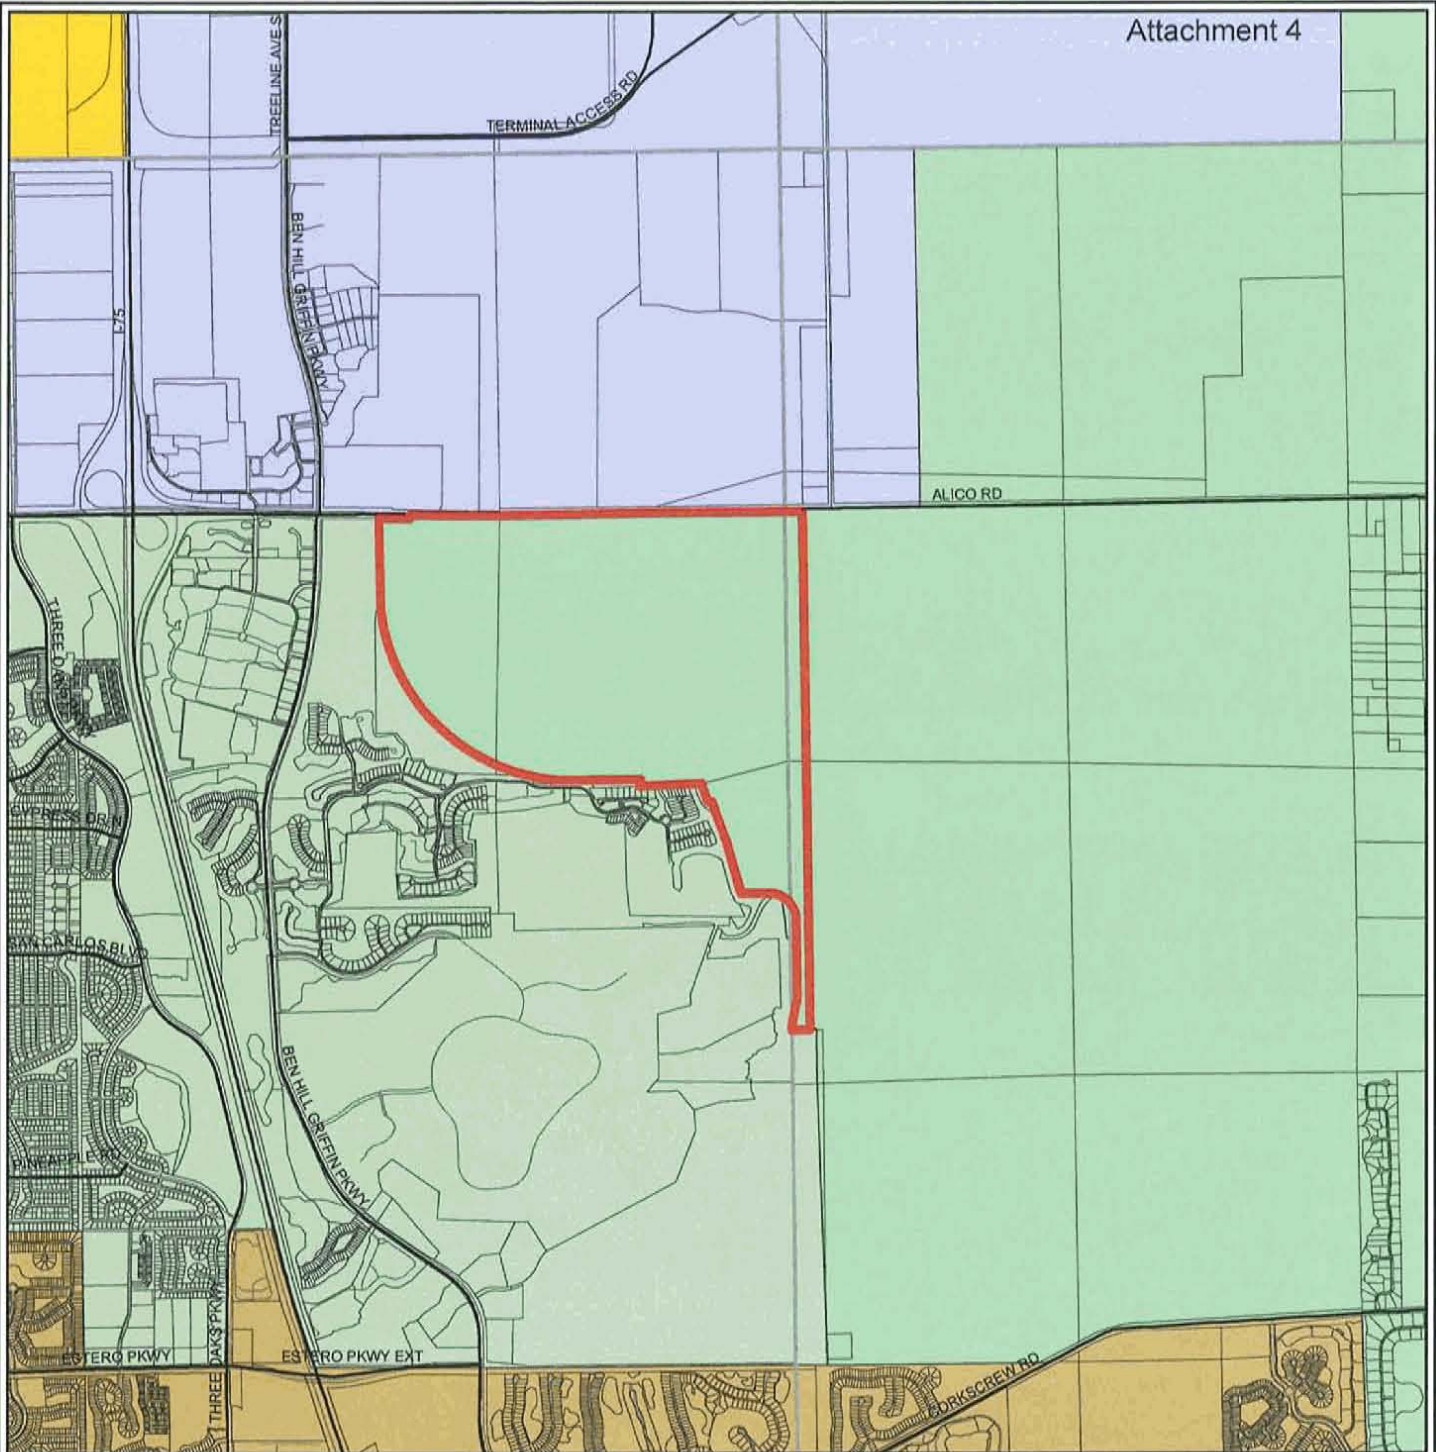 Attachment 4
TREELINE AVE S
TERMINAL ACCESS RD
BEN HILL GRIFFIN PKWY
I-75
ALICO RD
THREE OAKS PKWY
CYPRESS DR N
SAN CARLOS BLVD
BEN HILL GRIFFIN PKWY
PINEAPPLE RD
THREE OAKS PKWY
ESTERO PKWY
ESTERO PKWY EXT
CORKSCREW RD